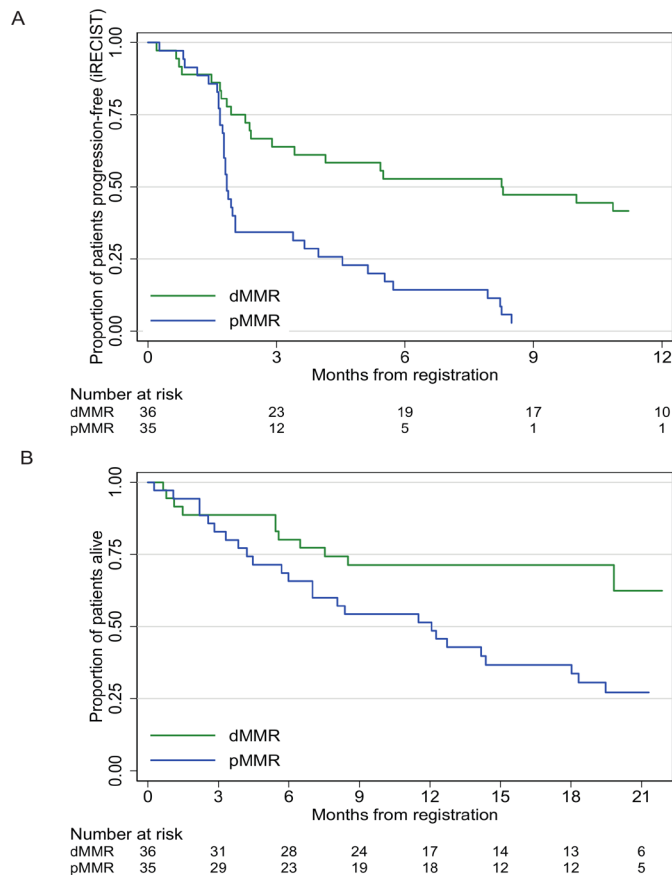 A
Proportion of patients progression-free (iRECIST)
1.00
0.75
0.50
0.25
0.00
dMMR
pMMR
0 3 6 9 12
Months from registration
Number at risk
dMMR 36 23 19 17 10
pMMR 35 12 5 1 1
B
Proportion of patients alive
1.00
0.75
0.50
0.25
0.00
dMMR
pMMR
0 3 6 9 12 15 18 21
Months from registration
Number at risk
dMMR 36 31 28 24 17 14 13 6
pMMR 35 29 23 19 18 12 12 5